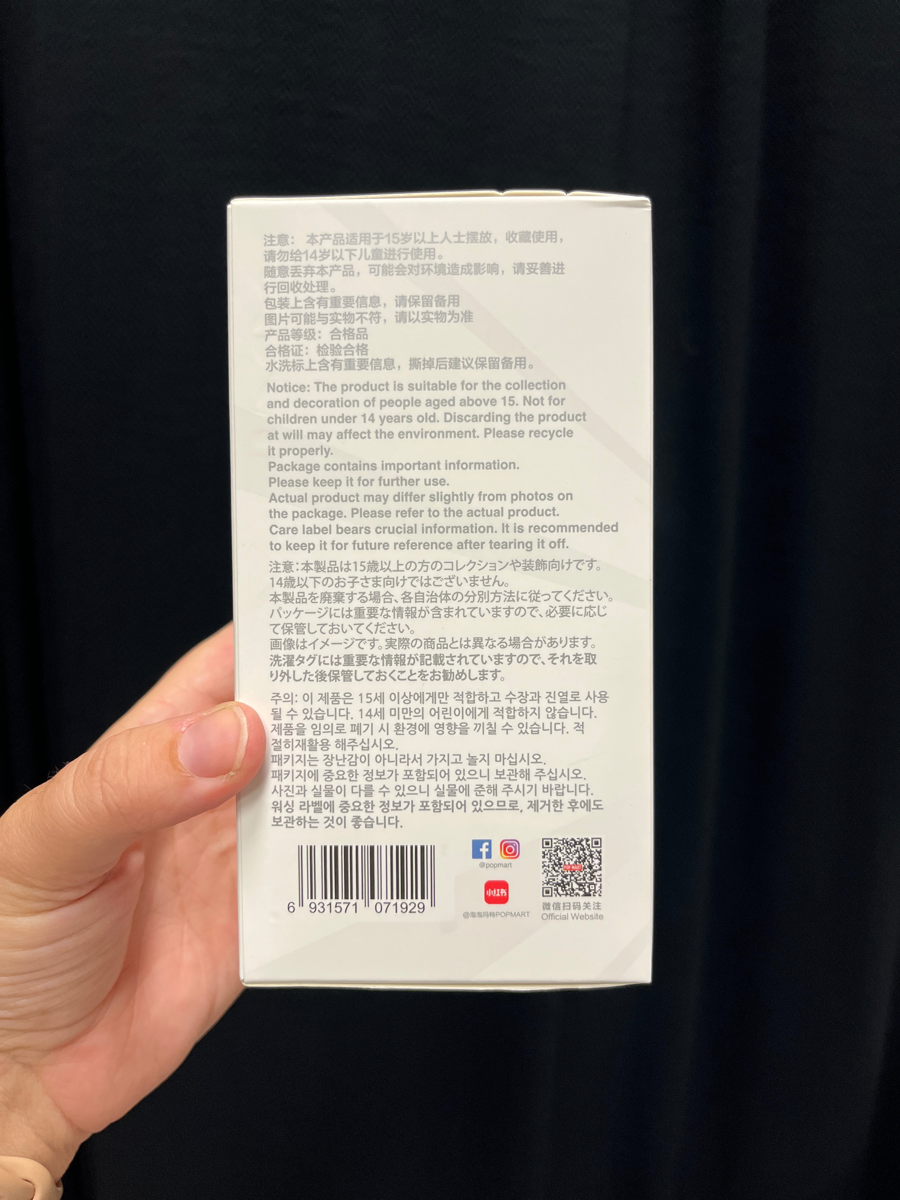 注意： 本产品适用于15岁以上人士摆放，收藏使用，
请勿给14岁以下儿童进行使用。
随意丢弃本产品，可能会对环境造成影响，请妥善进
行回收处理。
包装上含有重要信息，请保留备用
图片可能与实物不符，请以实物为准
产品等级：合格品
合格证：检验合格
水洗标上含有重要信息，撕掉后建议保留备用。
Notice: The product is suitable for the collection
and decoration of people aged above 15. Not for
children under 14 years old. Discarding the product
at will may affect the environment. Please recycle
it properly.
Package contains important information.
Please keep it for further use.
Actual product may differ slightly from photos on
the package. Please refer to the actual product.
Care label bears crucial information. It is recommended
to keep it for future reference after tearing it off.
注意：本製品は15歳以上の方のコレクションや装飾向けです。
14歳以下のお子さま向けではございません。
本製品を廃棄する場合、各自治体の分別方法に従ってください。
パッケージには重要な情報が含まれていますので、必要に応じ
て保管しておいてください。
画像はイメージです。実際の商品とは異なる場合があります。
洗濯タグには重要な情報が記載されていますので、それを取
り外した後保管しておくことをお勧めします。
주의: 이 제품은 15세 이상에게만 적합하고 수장과 진열로 사용
될 수 있습니다. 14세 미만의 어린이에게 적합하지 않습니다.
제품을 임의로 폐기 시 환경에 영향을 끼칠 수 있습니다. 적
절히재활용 해주십시오.
패키지는 장난감이 아니라서 가지고 놀지 마십시오.
패키지에 중요한 정보가 포함되어 있으니 보관해 주십시오.
사진과 실물이 다를 수 있으니 실물에 준해 주시기 바랍니다.
워싱 라벨에 중요한 정보가 포함되어 있으므로, 제거한 후에도
보관하는 것이 좋습니다.
6 931571 071929
@popmart
小红书
@泡泡玛特POPMART
微信扫码关注
Official Website